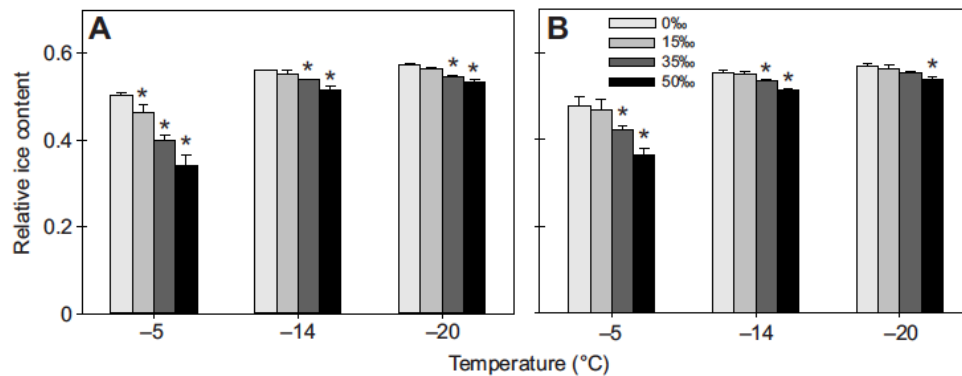 A
B
0‰
15‰
35‰
50‰
Relative ice content
0.6
0.4
0.2
0
* * *
* *
* *
* *
* *
*
–5 –14 –20
–5 –14 –20
Temperature (°C)